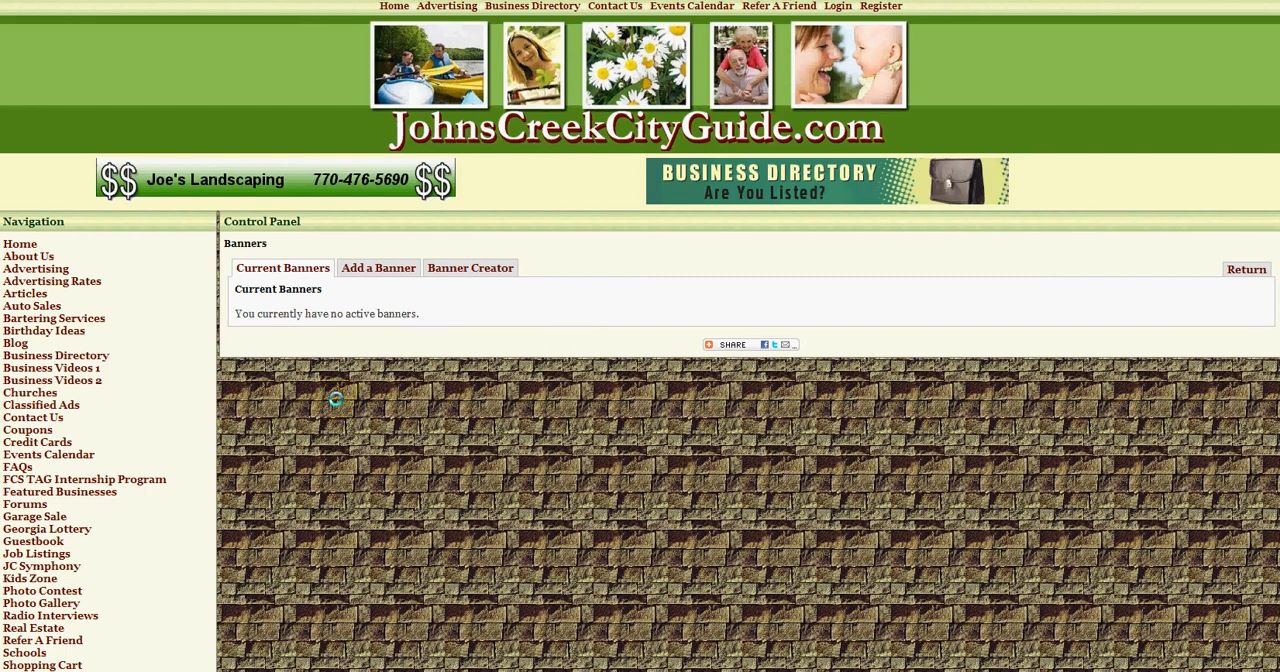 Home Advertising Business Directory Contact Us Events Calendar Refer A Friend Login Register
JohnsCreekCityGuide.com
$$ Joe's Landscaping 770-476-5690 $$
BUSINESS DIRECTORY
Are You Listed?
Navigation
Home
About Us
Advertising
Advertising Rates
Articles
Auto Sales
Bartering Services
Birthday Ideas
Blog
Business Directory
Business Videos 1
Business Videos 2
Churches
Classified Ads
Contact Us
Coupons
Credit Cards
Events Calendar
FAQs
FCS TAG Internship Program
Featured Businesses
Forums
Garage Sale
Georgia Lottery
Guestbook
Job Listings
JC Symphony
Kids Zone
Photo Contest
Photo Gallery
Radio Interviews
Real Estate
Refer A Friend
Schools
Shopping Cart
Control Panel
Banners
Current Banners Add a Banner Banner Creator Return
Current Banners
You currently have no active banners.
SHARE ...